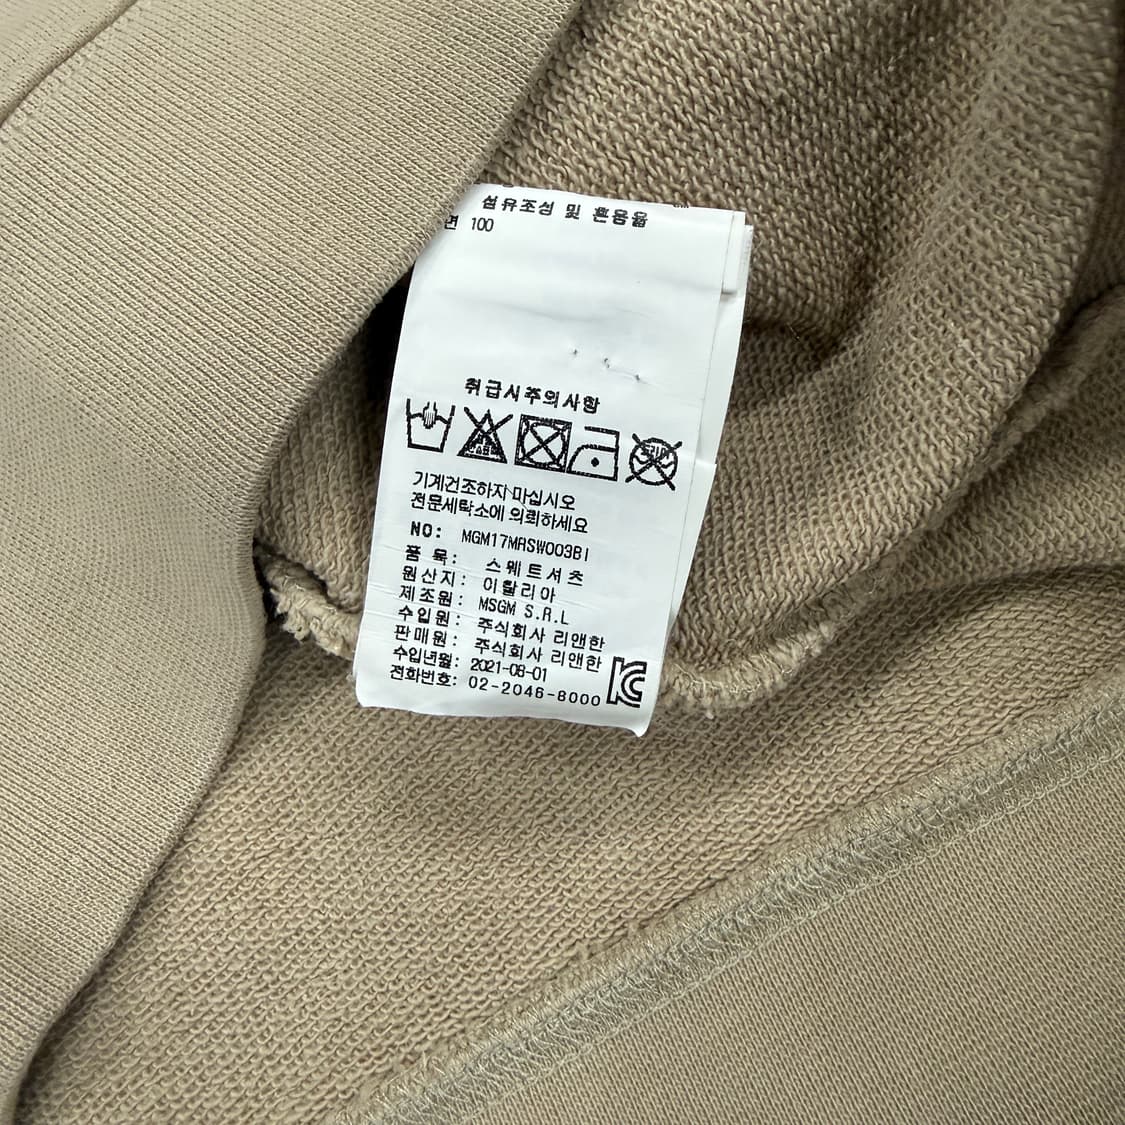 섬유조성 및 혼용율
면 100
취급시주의사항
기계건조하지 마십시오
전문세탁소에 의뢰하세요
NO: MGM17MRSW003BI
품 목: 스웨트셔츠
원산지: 이탈리아
제조원: MSGM S.R.L
수입원: 주식회사 리앤한
판매원: 주식회사 리앤한
수입년월: 2021-08-01
전화번호: 02-2046-8000